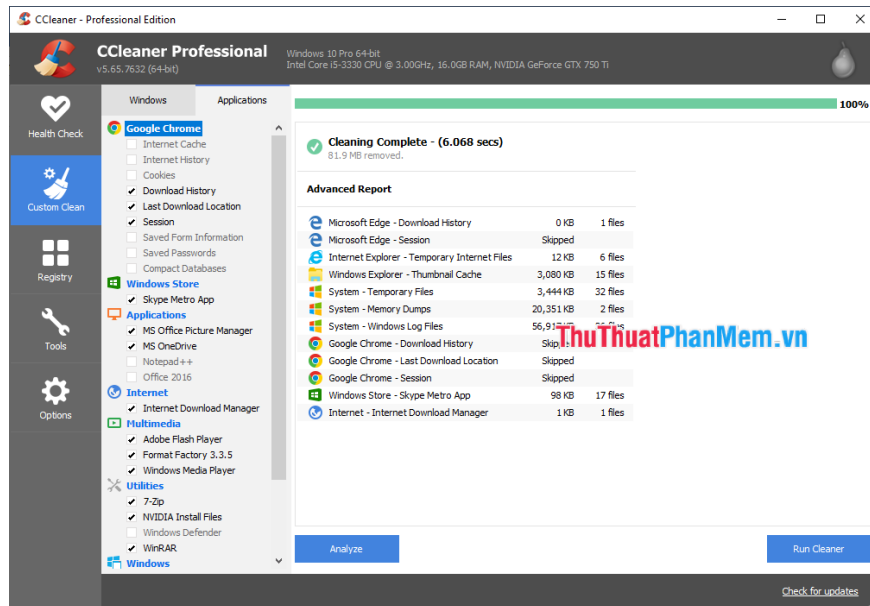 CCleaner - Professional Edition
CCleaner Professional
v5.65.7632 (64-bit)
Windows 10 Pro 64-bit
Intel Core i5-3330 CPU @ 3.00GHz, 16.0GB RAM, NVIDIA GeForce GTX 750 Ti
Health Check
Custom Clean
Registry
Tools
Options
Windows
Applications
Google Chrome
Internet Cache
Internet History
Cookies
Download History
Last Download Location
Session
Saved Form Information
Saved Passwords
Compact Databases
Windows Store
Skype Metro App
Applications
MS Office Picture Manager
MS OneDrive
Notepad++
Office 2016
Internet
Internet Download Manager
Multimedia
Adobe Flash Player
Format Factory 3.3.5
Windows Media Player
Utilities
7-Zip
NVIDIA Install Files
Windows Defender
WinRAR
Windows
100%
Cleaning Complete - (6.068 secs)
81.9 MB removed.
Advanced Report
Microsoft Edge - Download History 0 KB 1 files
Microsoft Edge - Session Skipped
Internet Explorer - Temporary Internet Files 12 KB 6 files
Windows Explorer - Thumbnail Cache 3,080 KB 15 files
System - Temporary Files 3,444 KB 32 files
System - Memory Dumps 20,351 KB 2 files
System - Windows Log Files
ThuThuatPhanMem.vn
Google Chrome - Download History Skipped
Google Chrome - Last Download Location Skipped
Google Chrome - Session Skipped
Windows Store - Skype Metro App 98 KB 17 files
Internet - Internet Download Manager 1 KB 1 files
Analyze
Run Cleaner
Check for updates